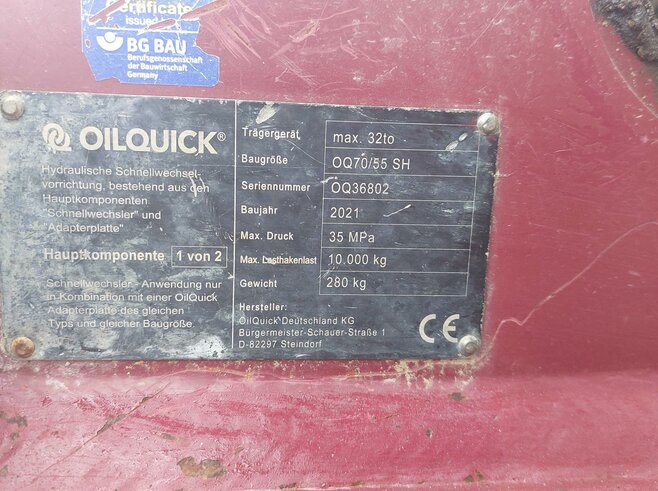 Certificate
issued
BG BAU
Berufsgenossenschaft
der Bauwirtschaft
Germany
OILQUICK®
Hydraulische Schnellwechsel-
vorrichtung, bestehend aus den
Hauptkomponenten
"Schnellwechsler" und
"Adapterplatte"
Hauptkomponente 1 von 2
Schnellwechsler - Anwendung nur
in Kombination mit einer OilQuick
Adapterplatte des gleichen
Typs und gleicher Baugröße.
Trägergerät max. 32to
Baugröße OQ70/55 SH
Seriennummer OQ36802
Baujahr 2021
Max. Druck 35 MPa
Max. Lasthakenlast 10.000 kg
Gewicht 280 kg
Hersteller:
OilQuick Deutschland KG
Bürgermeister-Schauer-Straße 1
D-82297 Steindorf
CE